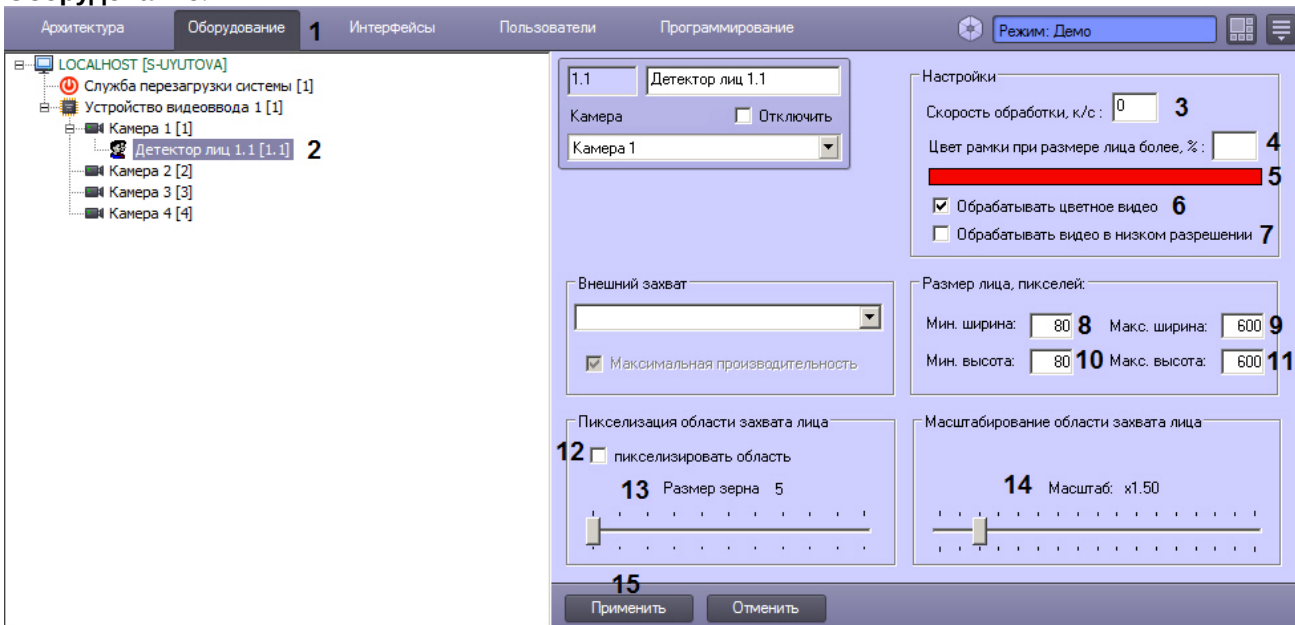 Архитектура Оборудование 1 Интерфейсы Пользователи Программирование Режим: Демо
LOCALHOST [S-UYUTOVA]
Служба перезагрузки системы [1]
Устройство видеоввода 1 [1]
Камера 1 [1]
Детектор лиц 1.1 [1.1] 2
Камера 2 [2]
Камера 3 [3]
Камера 4 [4]
1.1 Детектор лиц 1.1
Камера Отключить
Камера 1
Настройки
Скорость обработки, к/с : 0 3
Цвет рамки при размере лица более, % : 4
5
Обрабатывать цветное видео 6
Обрабатывать видео в низком разрешении 7
Внешний захват
Максимальная производительность
Размер лица, пикселей:
Мин. ширина: 80 8 Макс. ширина: 600 9
Мин. высота: 80 10 Макс. высота: 600 11
Пикселизация области захвата лица
12 пикселизировать область
13 Размер зерна 5
Масштабирование области захвата лица
14 Масштаб: x1.50
15
Применить Отменить